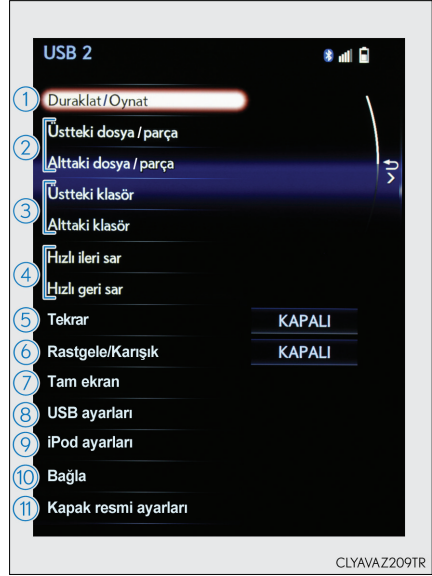 USB 2
1 Duraklat/Oynat
2 Üstteki dosya/parça
Alttaki dosya/parça
3 Üstteki klasör
Alttaki klasör
4 Hızlı ileri sar
Hızlı geri sar
5 Tekrar KAPALI
6 Rastgele/Karışık KAPALI
7 Tam ekran
8 USB ayarları
9 iPod ayarları
10 Bağla
11 Kapak resmi ayarları
CLYAVAZ209TR